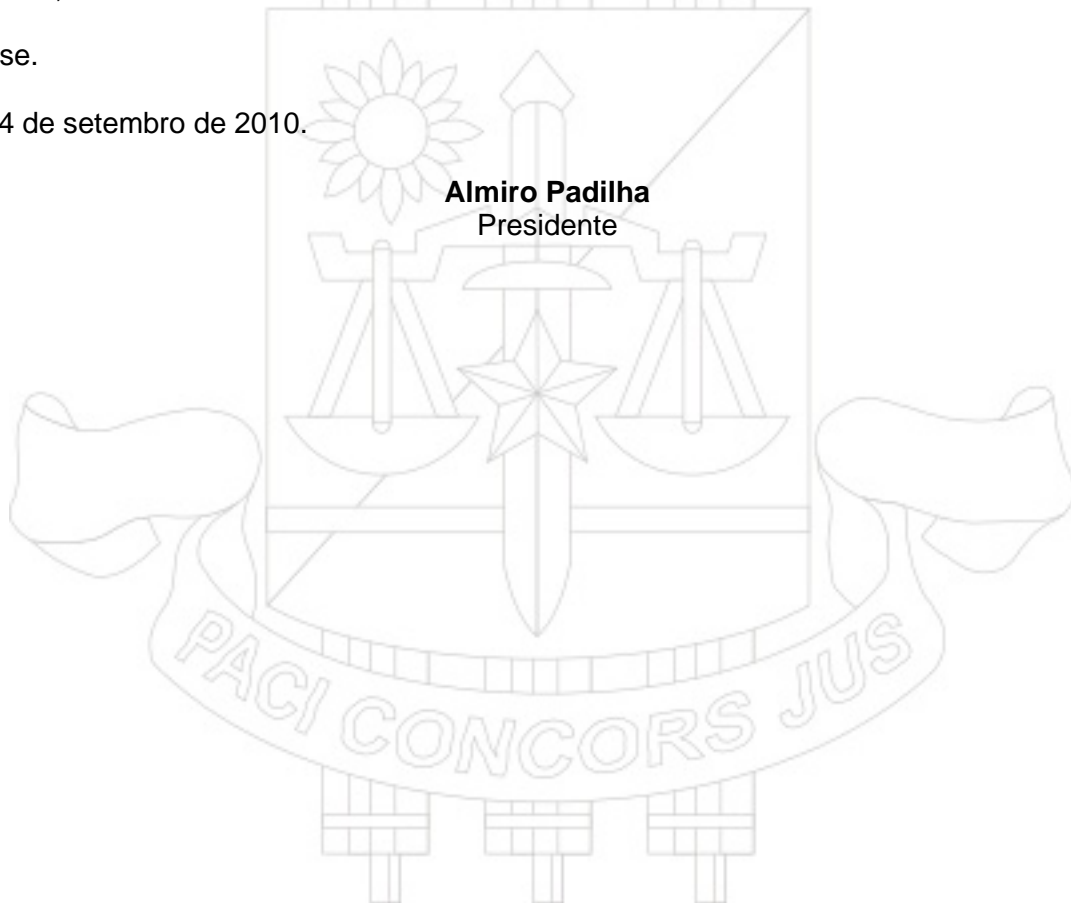 se.
4 de setembro de 2010.
Almiro Padilha
Presidente
PACI CONCORS JUS